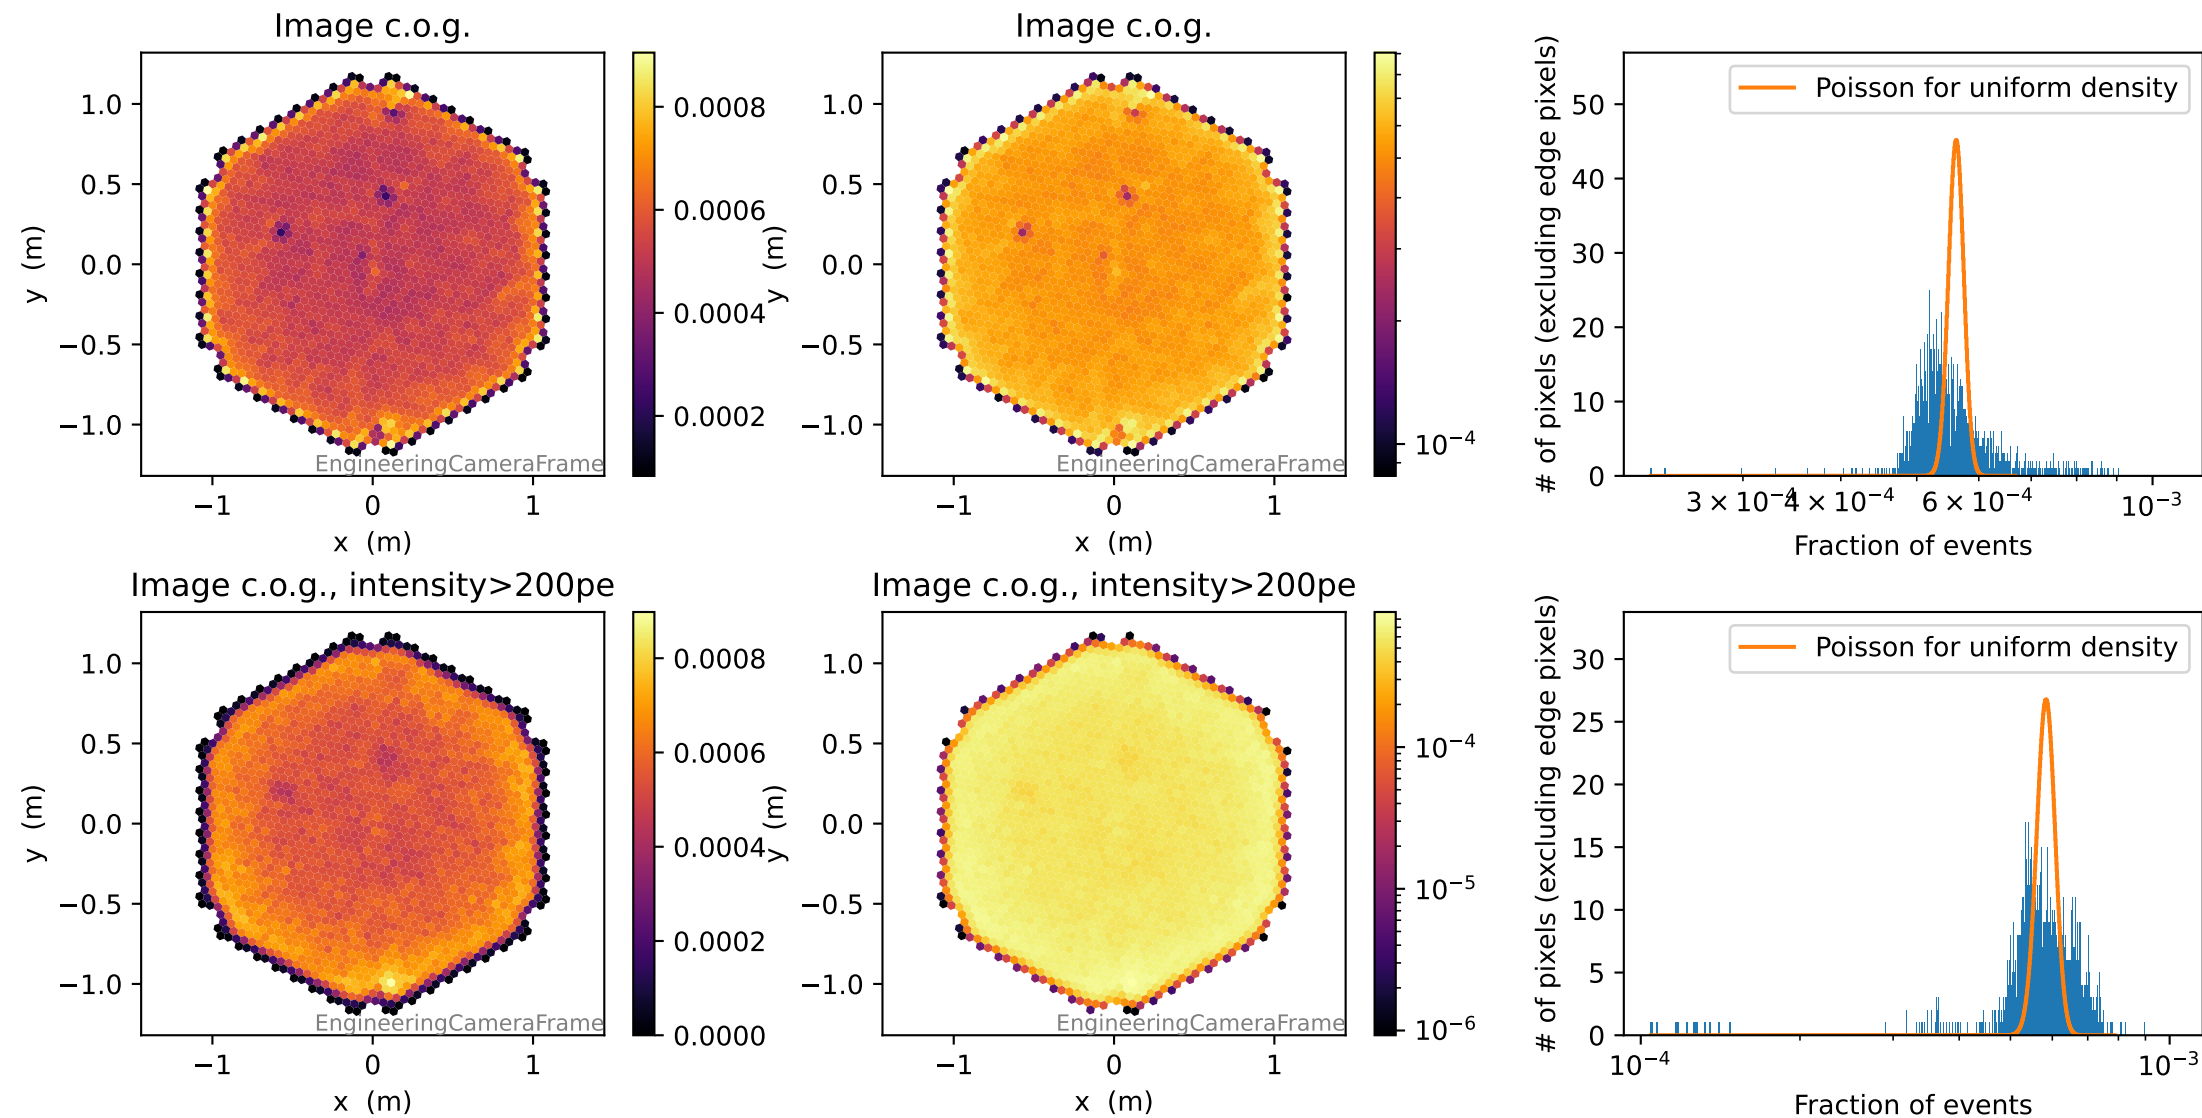 Image c.o.g.
y (m)
1.0
0.5
0.0
−0.5
−1.0
−1
0
1
x (m)
EngineeringCameraFrame
0.0008
0.0006
0.0004
0.0002
Image c.o.g.
y (m)
1.0
0.5
0.0
−0.5
−1.0
−1
0
1
x (m)
EngineeringCameraFrame
10⁻⁴
# of pixels (excluding edge pixels)
50
40
30
20
10
0
Poisson for uniform density
3 × 10⁻⁴
4 × 10⁻⁴
6 × 10⁻⁴
10⁻³
Fraction of events
Image c.o.g., intensity>200pe
y (m)
1.0
0.5
0.0
−0.5
−1.0
−1
0
1
x (m)
EngineeringCameraFrame
0.0008
0.0006
0.0004
0.0002
0.0000
Image c.o.g., intensity>200pe
y (m)
1.0
0.5
0.0
−0.5
−1.0
−1
0
1
x (m)
EngineeringCameraFrame
10⁻⁴
10⁻⁵
10⁻⁶
# of pixels (excluding edge pixels)
30
25
20
15
10
5
0
Poisson for uniform density
10⁻⁴
10⁻³
Fraction of events